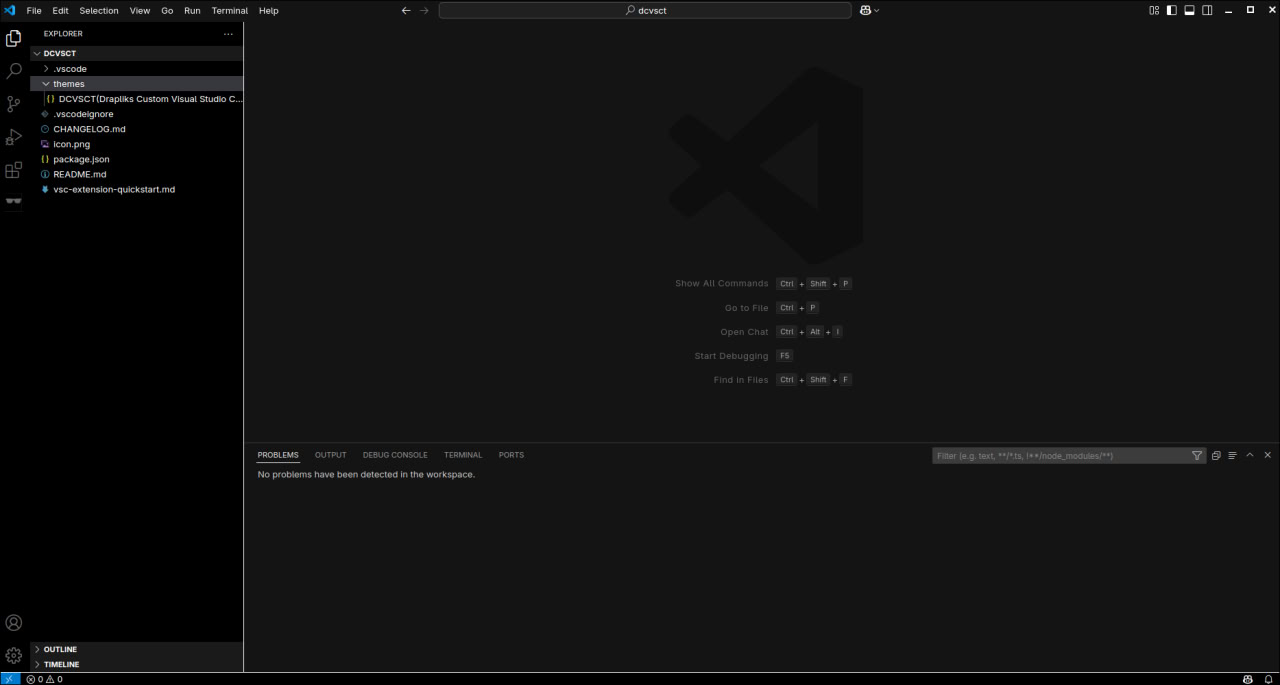 File Edit Selection View Go Run Terminal Help
dcvsct
EXPLORER
DCVSCT
.vscode
themes
DCVSCT(Drapliks Custom Visual Studio C...
.vscodeignore
CHANGELOG.md
icon.png
package.json
README.md
vsc-extension-quickstart.md
Show All Commands Ctrl + Shift + P
Go to File Ctrl + P
Open Chat Ctrl + Alt + I
Start Debugging F5
Find in Files Ctrl + Shift + F
PROBLEMS OUTPUT DEBUG CONSOLE TERMINAL PORTS
Filter (e.g. text, **/*.ts, !**/node_modules/**)
No problems have been detected in the workspace.
OUTLINE
TIMELINE
0 0